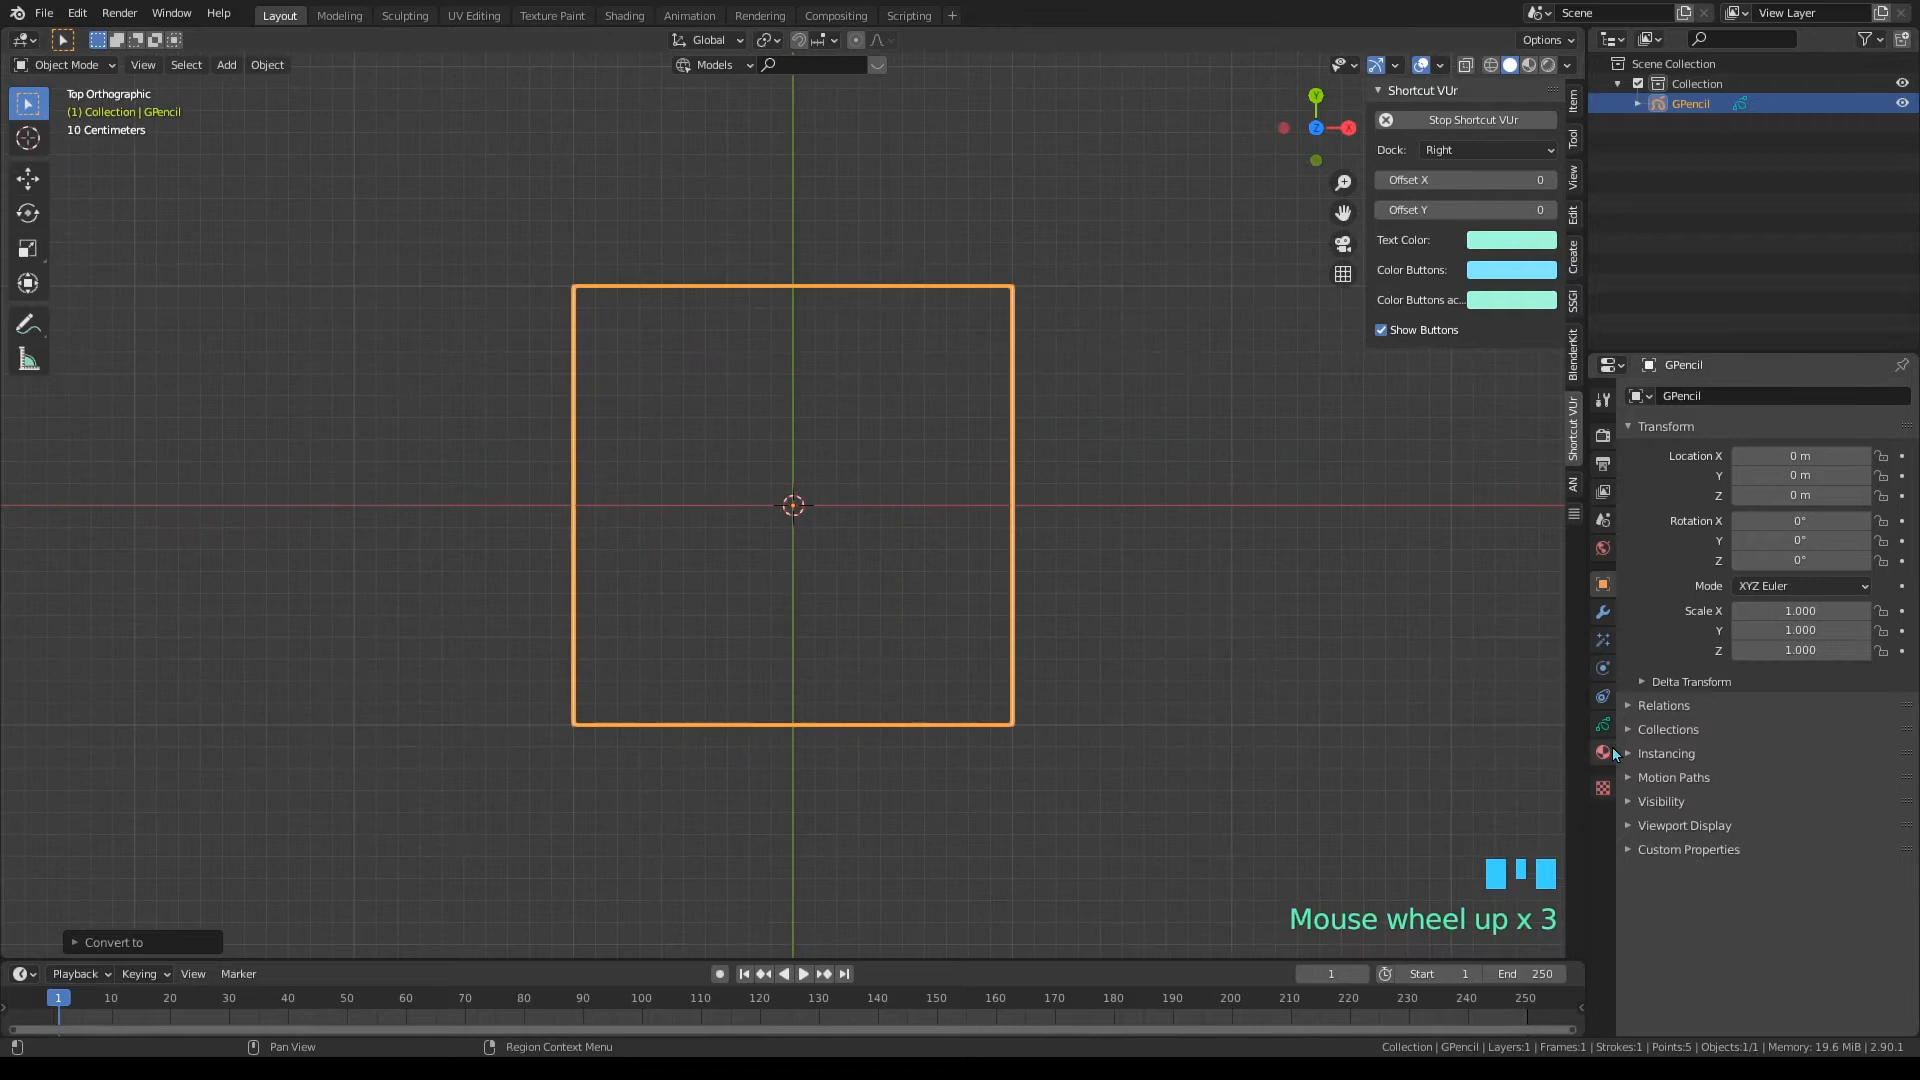 File Edit Render Window Help Layout Modeling Sculpting UV Editing Texture Paint Shading Animation Rendering Compositing Scripting + Scene View Layer
Global Options
Object Mode View Select Add Object Models
Top Orthographic
(1) Collection | GPencil
10 Centimeters
Y
Z
X
Shortcut VUr
Stop Shortcut VUr
Dock: Right
Offset X 0
Offset Y 0
Text Color:
Color Buttons:
Color Buttons ac...
Show Buttons
Item
Tool
View
Edit
Create
SSGI
BlenderKit
Shortcut VUr
AN
Scene Collection
Collection
GPencil
GPencil
GPencil
Transform
Location X 0 m
Y 0 m
Z 0 m
Rotation X 0°
Y 0°
Z 0°
Mode XYZ Euler
Scale X 1.000
Y 1.000
Z 1.000
Delta Transform
Relations
Collections
Instancing
Motion Paths
Visibility
Viewport Display
Custom Properties
Mouse wheel up x 3
Convert to
Playback Keying View Marker 1 Start 1 End 250
1 10 20 30 40 50 60 70 80 90 100 110 120 130 140 150 160 170 180 190 200 210 220 230 240 250
Pan View Region Context Menu Collection | GPencil | Layers:1 | Frames:1 | Strokes:1 | Points:5 | Objects:1/1 | Memory: 19.6 MiB | 2.90.1